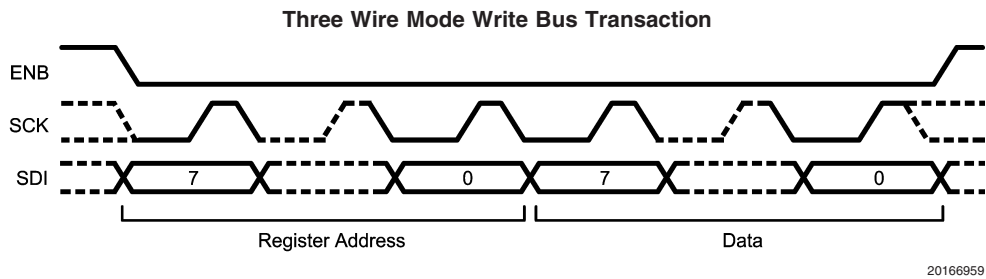 Three Wire Mode Write Bus Transaction
ENB
SCK
SDI
7
0
7
0
Register Address
Data
20166959